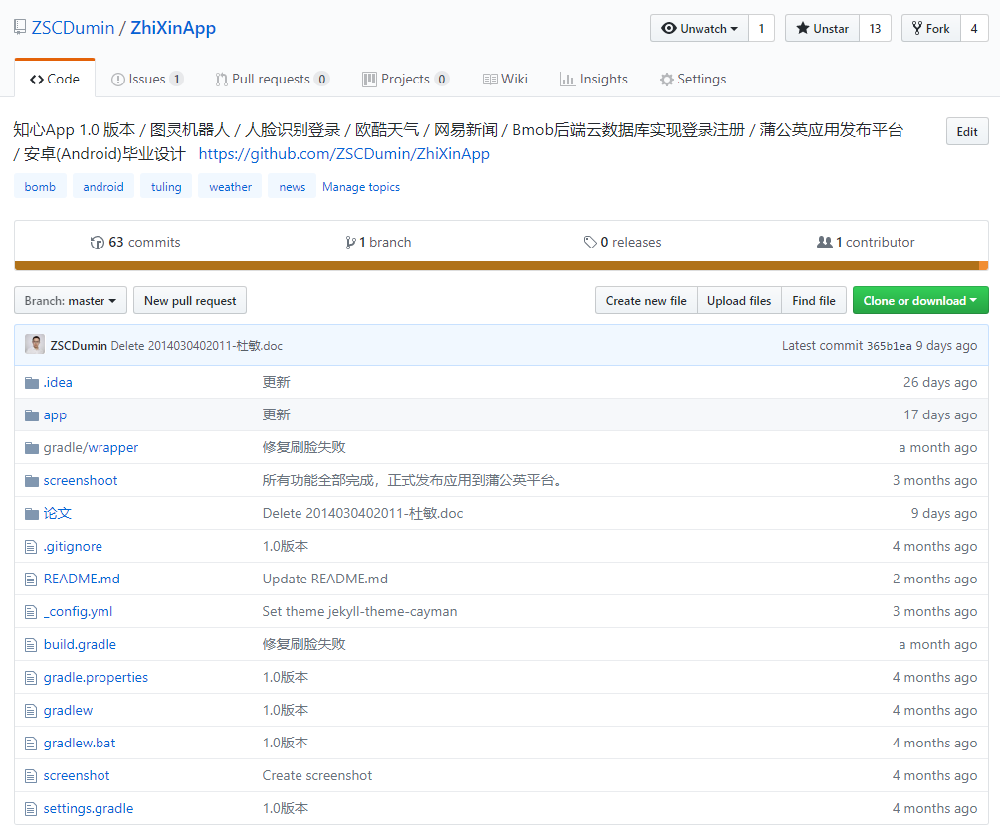 ZSCDumin / ZhiXinApp Unwatch 1 Unstar 13 Fork 4
Code Issues 1 Pull requests 0 Projects 0 Wiki Insights Settings
知心App 1.0 版本 / 图灵机器人 / 人脸识别登录 / 欧酷天气 / 网易新闻 / Bmob后端云数据库实现登录注册 / 蒲公英应用发布平台 Edit
/ 安卓(Android)毕业设计 https://github.com/ZSCDumin/ZhiXinApp
bomb android tuling weather news Manage topics
63 commits 1 branch 0 releases 1 contributor
Branch: master New pull request Create new file Upload files Find file Clone or download
ZSCDumin Delete 2014030402011-杜敏.doc Latest commit 365b1ea 9 days ago
.idea 更新 26 days ago
app 更新 17 days ago
gradle/wrapper 修复刷脸失败 a month ago
screenshoot 所有功能全部完成，正式发布应用到蒲公英平台。 3 months ago
论文 Delete 2014030402011-杜敏.doc 9 days ago
.gitignore 1.0版本 4 months ago
README.md Update README.md 2 months ago
_config.yml Set theme jekyll-theme-cayman 3 months ago
build.gradle 修复刷脸失败 a month ago
gradle.properties 1.0版本 4 months ago
gradlew 1.0版本 4 months ago
gradlew.bat 1.0版本 4 months ago
screenshot Create screenshot 4 months ago
settings.gradle 1.0版本 4 months ago